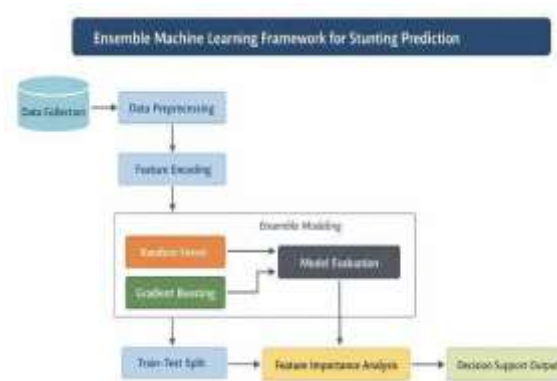 Ensemble Machine Learning Framework for Stunting Prediction
Data Collection
Data Preprocessing
Feature Encoding
Ensemble Modeling
Random Forest
Model Evaluation
Gradient Boosting
Train-Test Split
Feature Importance Analysis
Decision Support Output